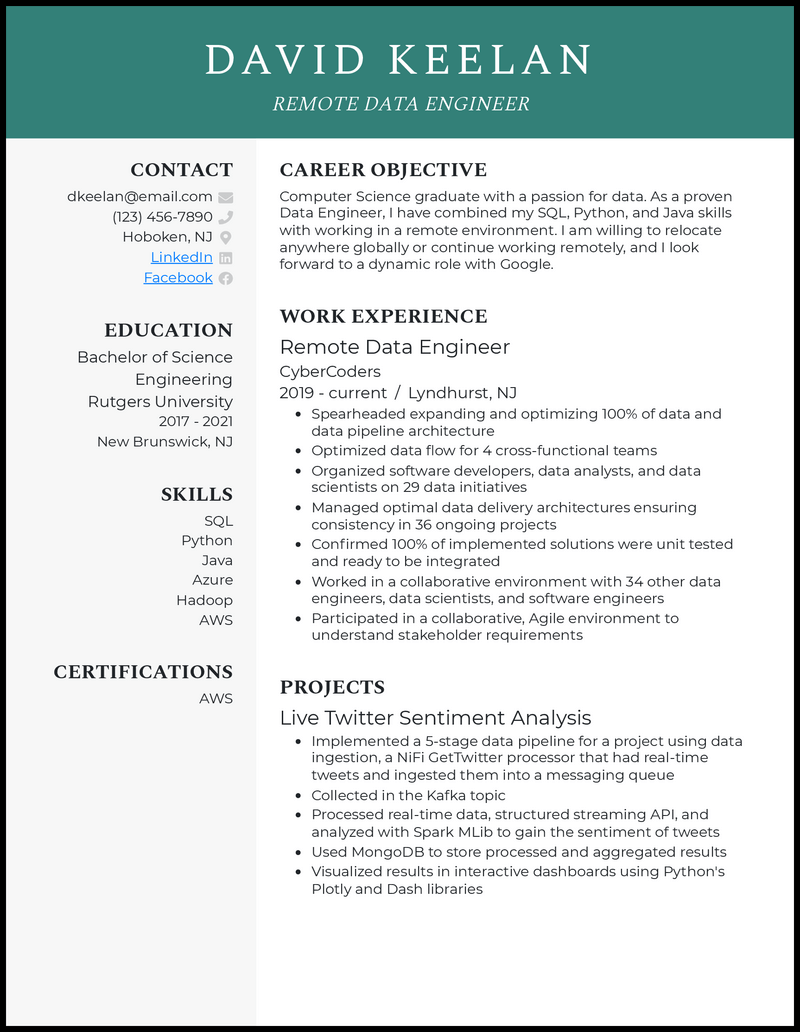 DAVID KEELAN
REMOTE DATA ENGINEER
CONTACT
dkeelan@email.com
(123) 456-7890
Hoboken, NJ
LinkedIn
Facebook
EDUCATION
Bachelor of Science
Engineering
Rutgers University
2017 - 2021
New Brunswick, NJ
SKILLS
SQL
Python
Java
Azure
Hadoop
AWS
CERTIFICATIONS
AWS
CAREER OBJECTIVE
Computer Science graduate with a passion for data. As a proven
Data Engineer, I have combined my SQL, Python, and Java skills
with working in a remote environment. I am willing to relocate
anywhere globally or continue working remotely, and I look
forward to a dynamic role with Google.
WORK EXPERIENCE
Remote Data Engineer
CyberCoders
2019 - current / Lyndhurst, NJ
• Spearheaded expanding and optimizing 100% of data and
data pipeline architecture
• Optimized data flow for 4 cross-functional teams
• Organized software developers, data analysts, and data
scientists on 29 data initiatives
• Managed optimal data delivery architectures ensuring
consistency in 36 ongoing projects
• Confirmed 100% of implemented solutions were unit tested
and ready to be integrated
• Worked in a collaborative environment with 34 other data
engineers, data scientists, and software engineers
• Participated in a collaborative, Agile environment to
understand stakeholder requirements
PROJECTS
Live Twitter Sentiment Analysis
• Implemented a 5-stage data pipeline for a project using data
ingestion, a NiFi GetTwitter processor that had real-time
tweets and ingested them into a messaging queue
• Collected in the Kafka topic
• Processed real-time data, structured streaming API, and
analyzed with Spark MLib to gain the sentiment of tweets
• Used MongoDB to store processed and aggregated results
• Visualized results in interactive dashboards using Python's
Plotly and Dash libraries